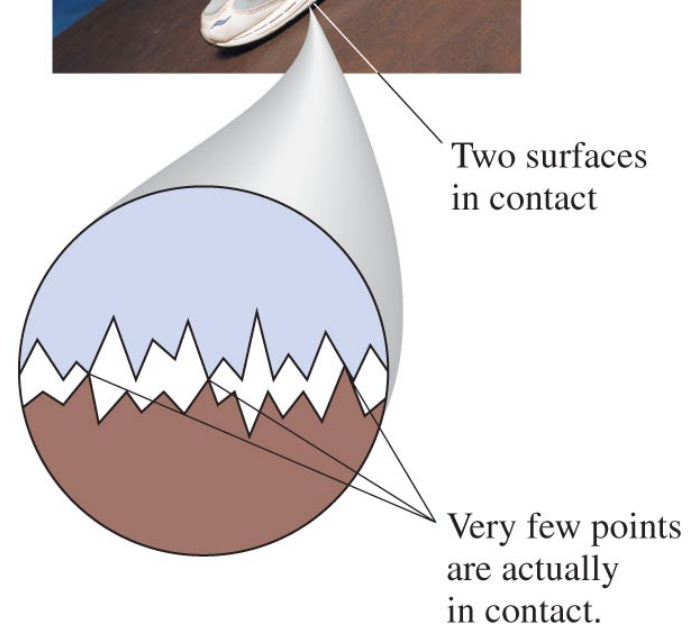 Two surfaces
in contact
Very few points
are actually
in contact.